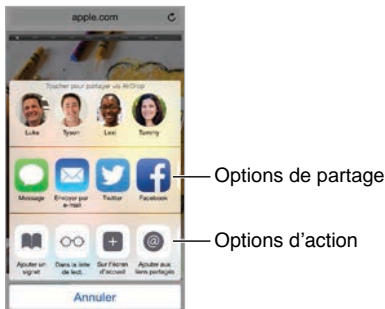 apple.com
Toucher pour partager via AirDrop
Luke
Tyson
Lexi
Tammy
Message
Envoyer par
e-mail
Twitter
Facebook
Options de partage
Ajouter un
signet
Dans la liste
de lect.
Sur l'écran
d'accueil
Ajouter aux
liens partagés
Options d'action
Annuler